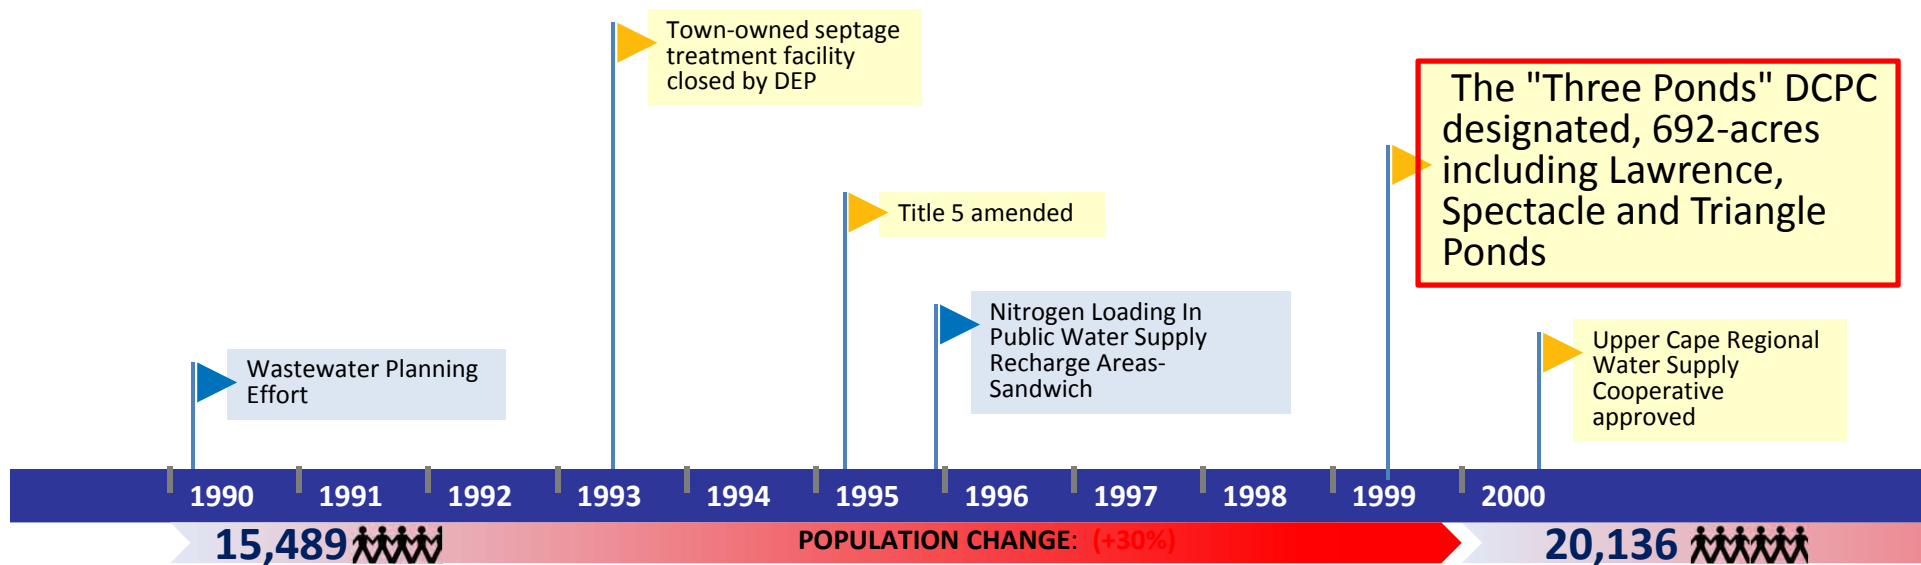 Town-owned septage
treatment facility
closed by DEP
The "Three Ponds" DCPC
designated, 692-acres
including Lawrence,
Spectacle and Triangle
Ponds
Title 5 amended
Nitrogen Loading In
Public Water Supply
Recharge Areas-
Sandwich
Upper Cape Regional
Water Supply
Cooperative
approved
Wastewater Planning
Effort
1990 1991 1992 1993 1994 1995 1996 1997 1998 1999 2000
15,489 POPULATION CHANGE: (+30%) 20,136